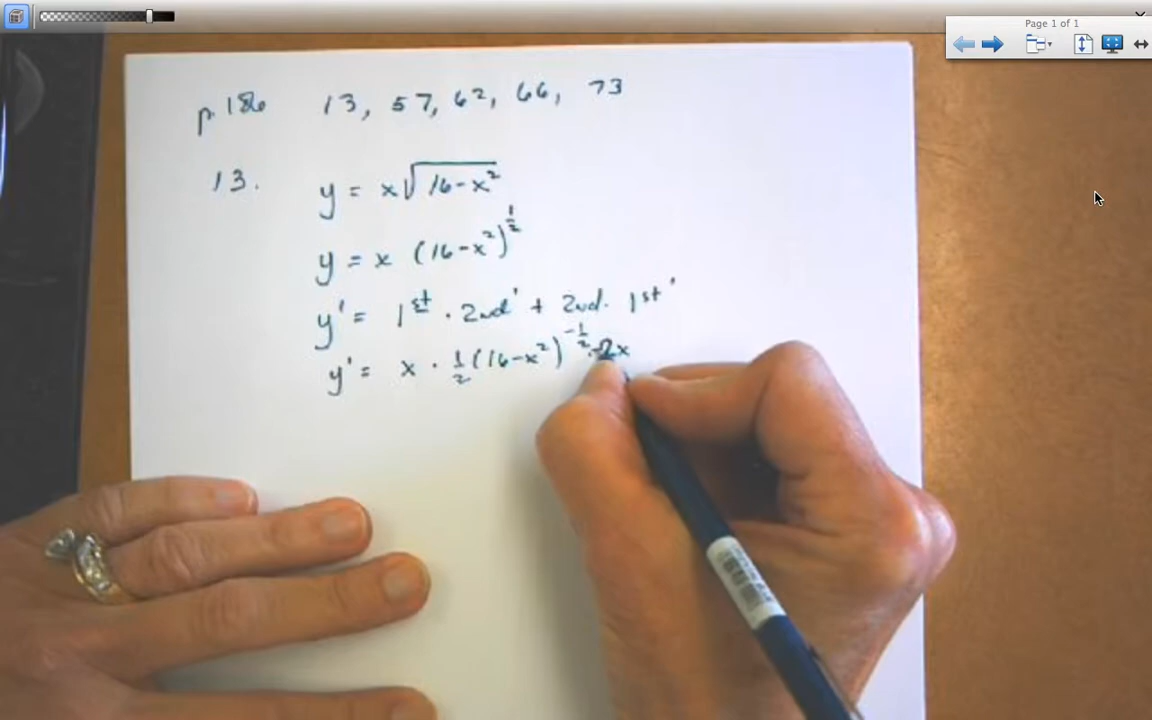 Page 1 of 1
p. 186 13, 57, 62, 66, 73
13. y = x√(16-x²)
y = x (16-x²)^½
y' = 1st · 2nd' + 2nd · 1st'
y' = x · ½(16-x²)^-½ · -2x